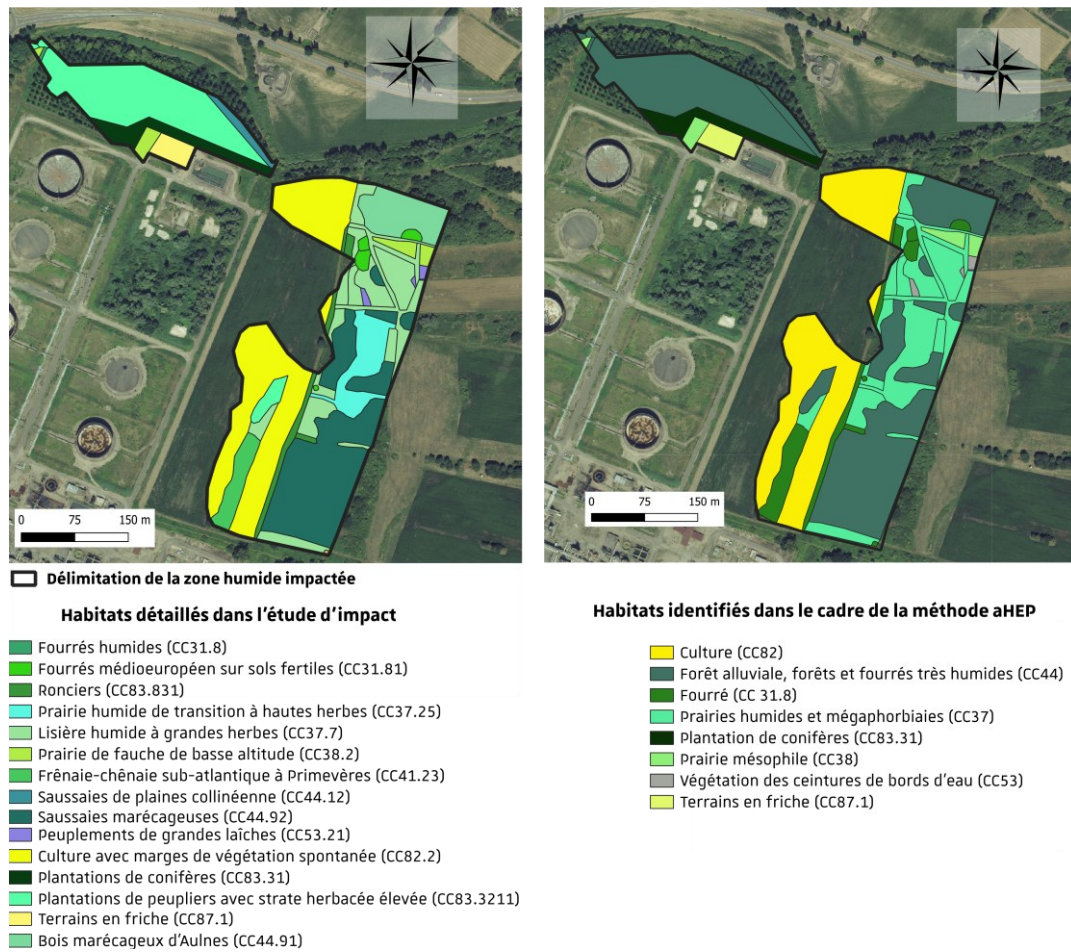 0 75 150 m
0 75 150 m
Délimitation de la zone humide impactée
Habitats détaillés dans l'étude d'impact
Fourrés humides (CC31.8)
Fourrés médioeuropéen sur sols fertiles (CC31.81)
Ronciers (CC83.831)
Prairie humide de transition à hautes herbes (CC37.25)
Lisière humide à grandes herbes (CC37.7)
Prairie de fauche de basse altitude (CC38.2)
Frênaie-chênaie sub-atlantique à Primevères (CC41.23)
Saussaies de plaines collinéenne (CC44.12)
Saussaies marécageuses (CC44.92)
Peuplements de grandes laîches (CC53.21)
Culture avec marges de végétation spontanée (CC82.2)
Plantations de conifères (CC83.31)
Plantations de peupliers avec strate herbacée élevée (CC83.3211)
Terrains en friche (CC87.1)
Bois marécageux d'Aulnes (CC44.91)
Habitats identifiés dans le cadre de la méthode aHEP
Culture (CC82)
Forêt alluviale, forêts et fourrés très humides (CC44)
Fourré (CC 31.8)
Prairies humides et mégaphorbiaies (CC37)
Plantation de conifères (CC83.31)
Prairie mésophile (CC38)
Végétation des ceintures de bords d'eau (CC53)
Terrains en friche (CC87.1)